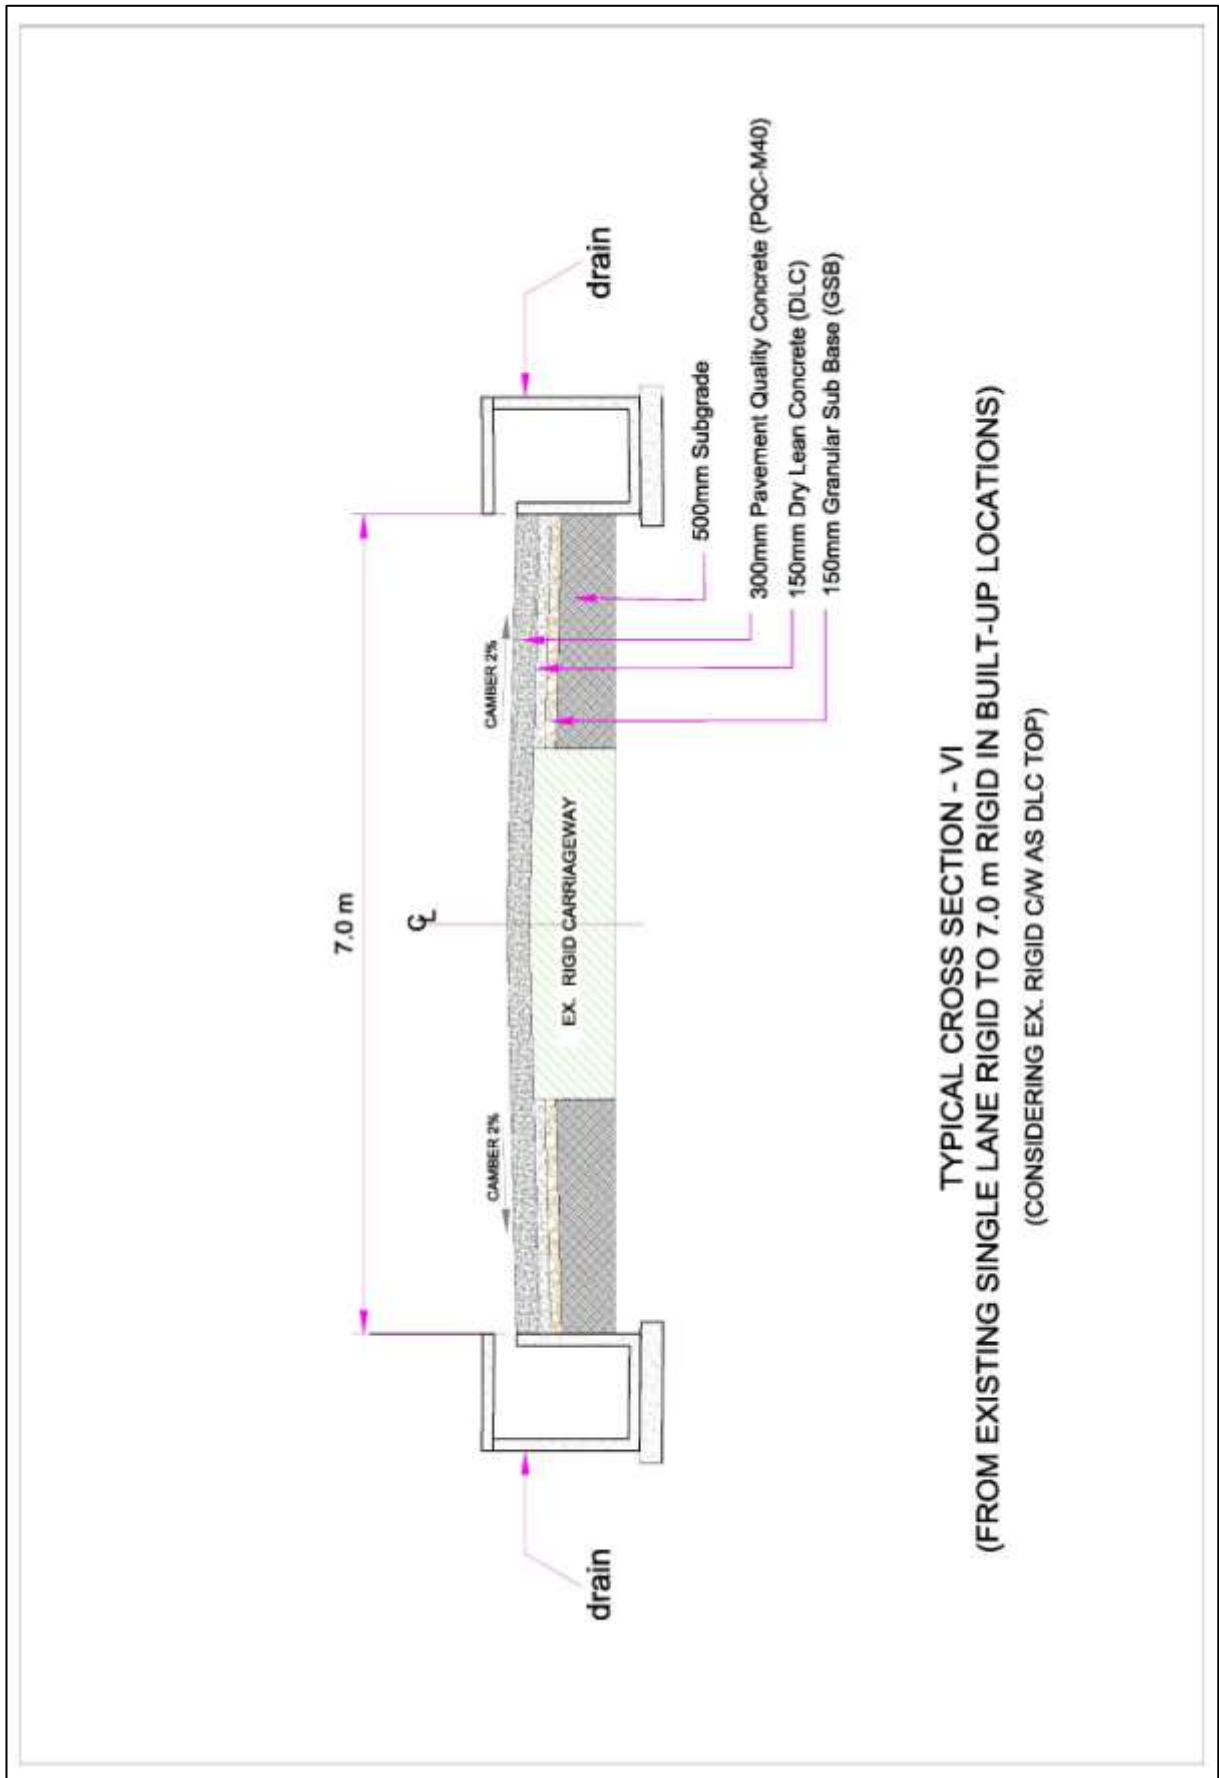 7.0 m
CL
CAMBER 2%
CAMBER 2%
EX. RIGID CARRIAGEWAY
drain
drain
500mm Subgrade
300mm Pavement Quality Concrete (PQC-M40)
150mm Dry Lean Concrete (DLC)
150mm Granular Sub Base (GSB)
TYPICAL CROSS SECTION - VI
(FROM EXISTING SINGLE LANE RIGID TO 7.0 m RIGID IN BUILT-UP LOCATIONS)
(CONSIDERING EX. RIGID C/W AS DLC TOP)